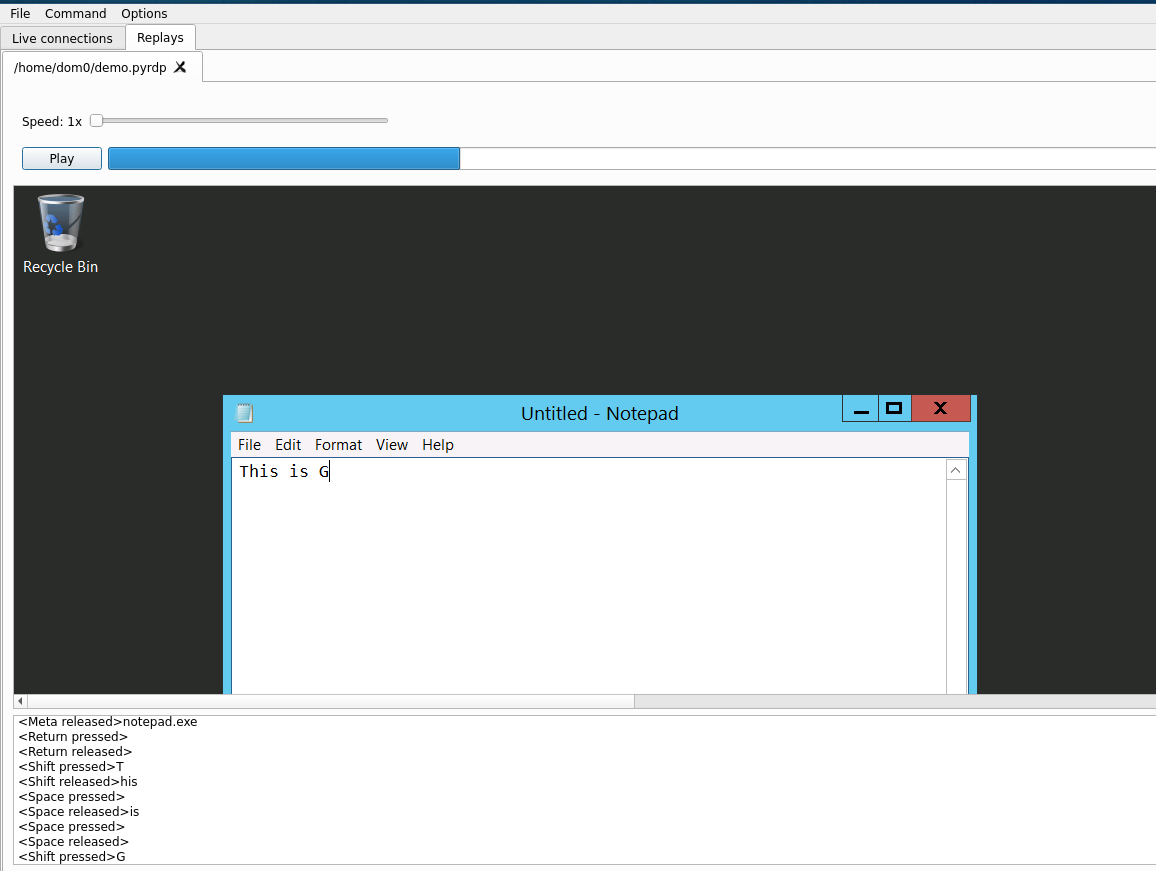 File Command Options
Live connections Replays
/home/dom0/demo.pyrdp
Speed: 1x
Play
Recycle Bin
Untitled - Notepad
X
File Edit Format View Help
This is G
<Meta released>notepad.exe
<Return pressed>
<Return released>
<Shift pressed>T
<Shift released>his
<Space pressed>
<Space released>is
<Space pressed>
<Space released>
<Shift pressed>G